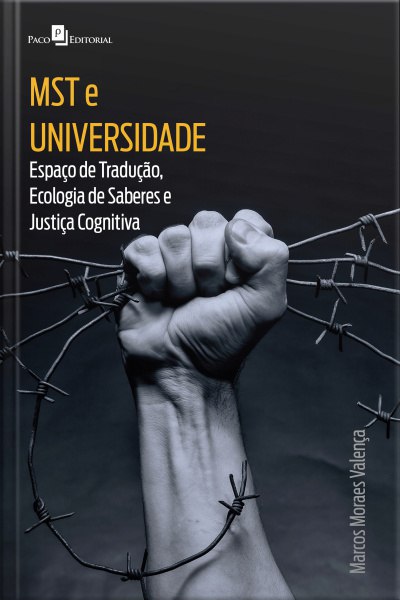 PACO P EDITORIAL
MST e
UNIVERSIDADE
Espaço de Tradução,
Ecologia de Saberes e
Justiça Cognitiva
Marcos Moraes Valença